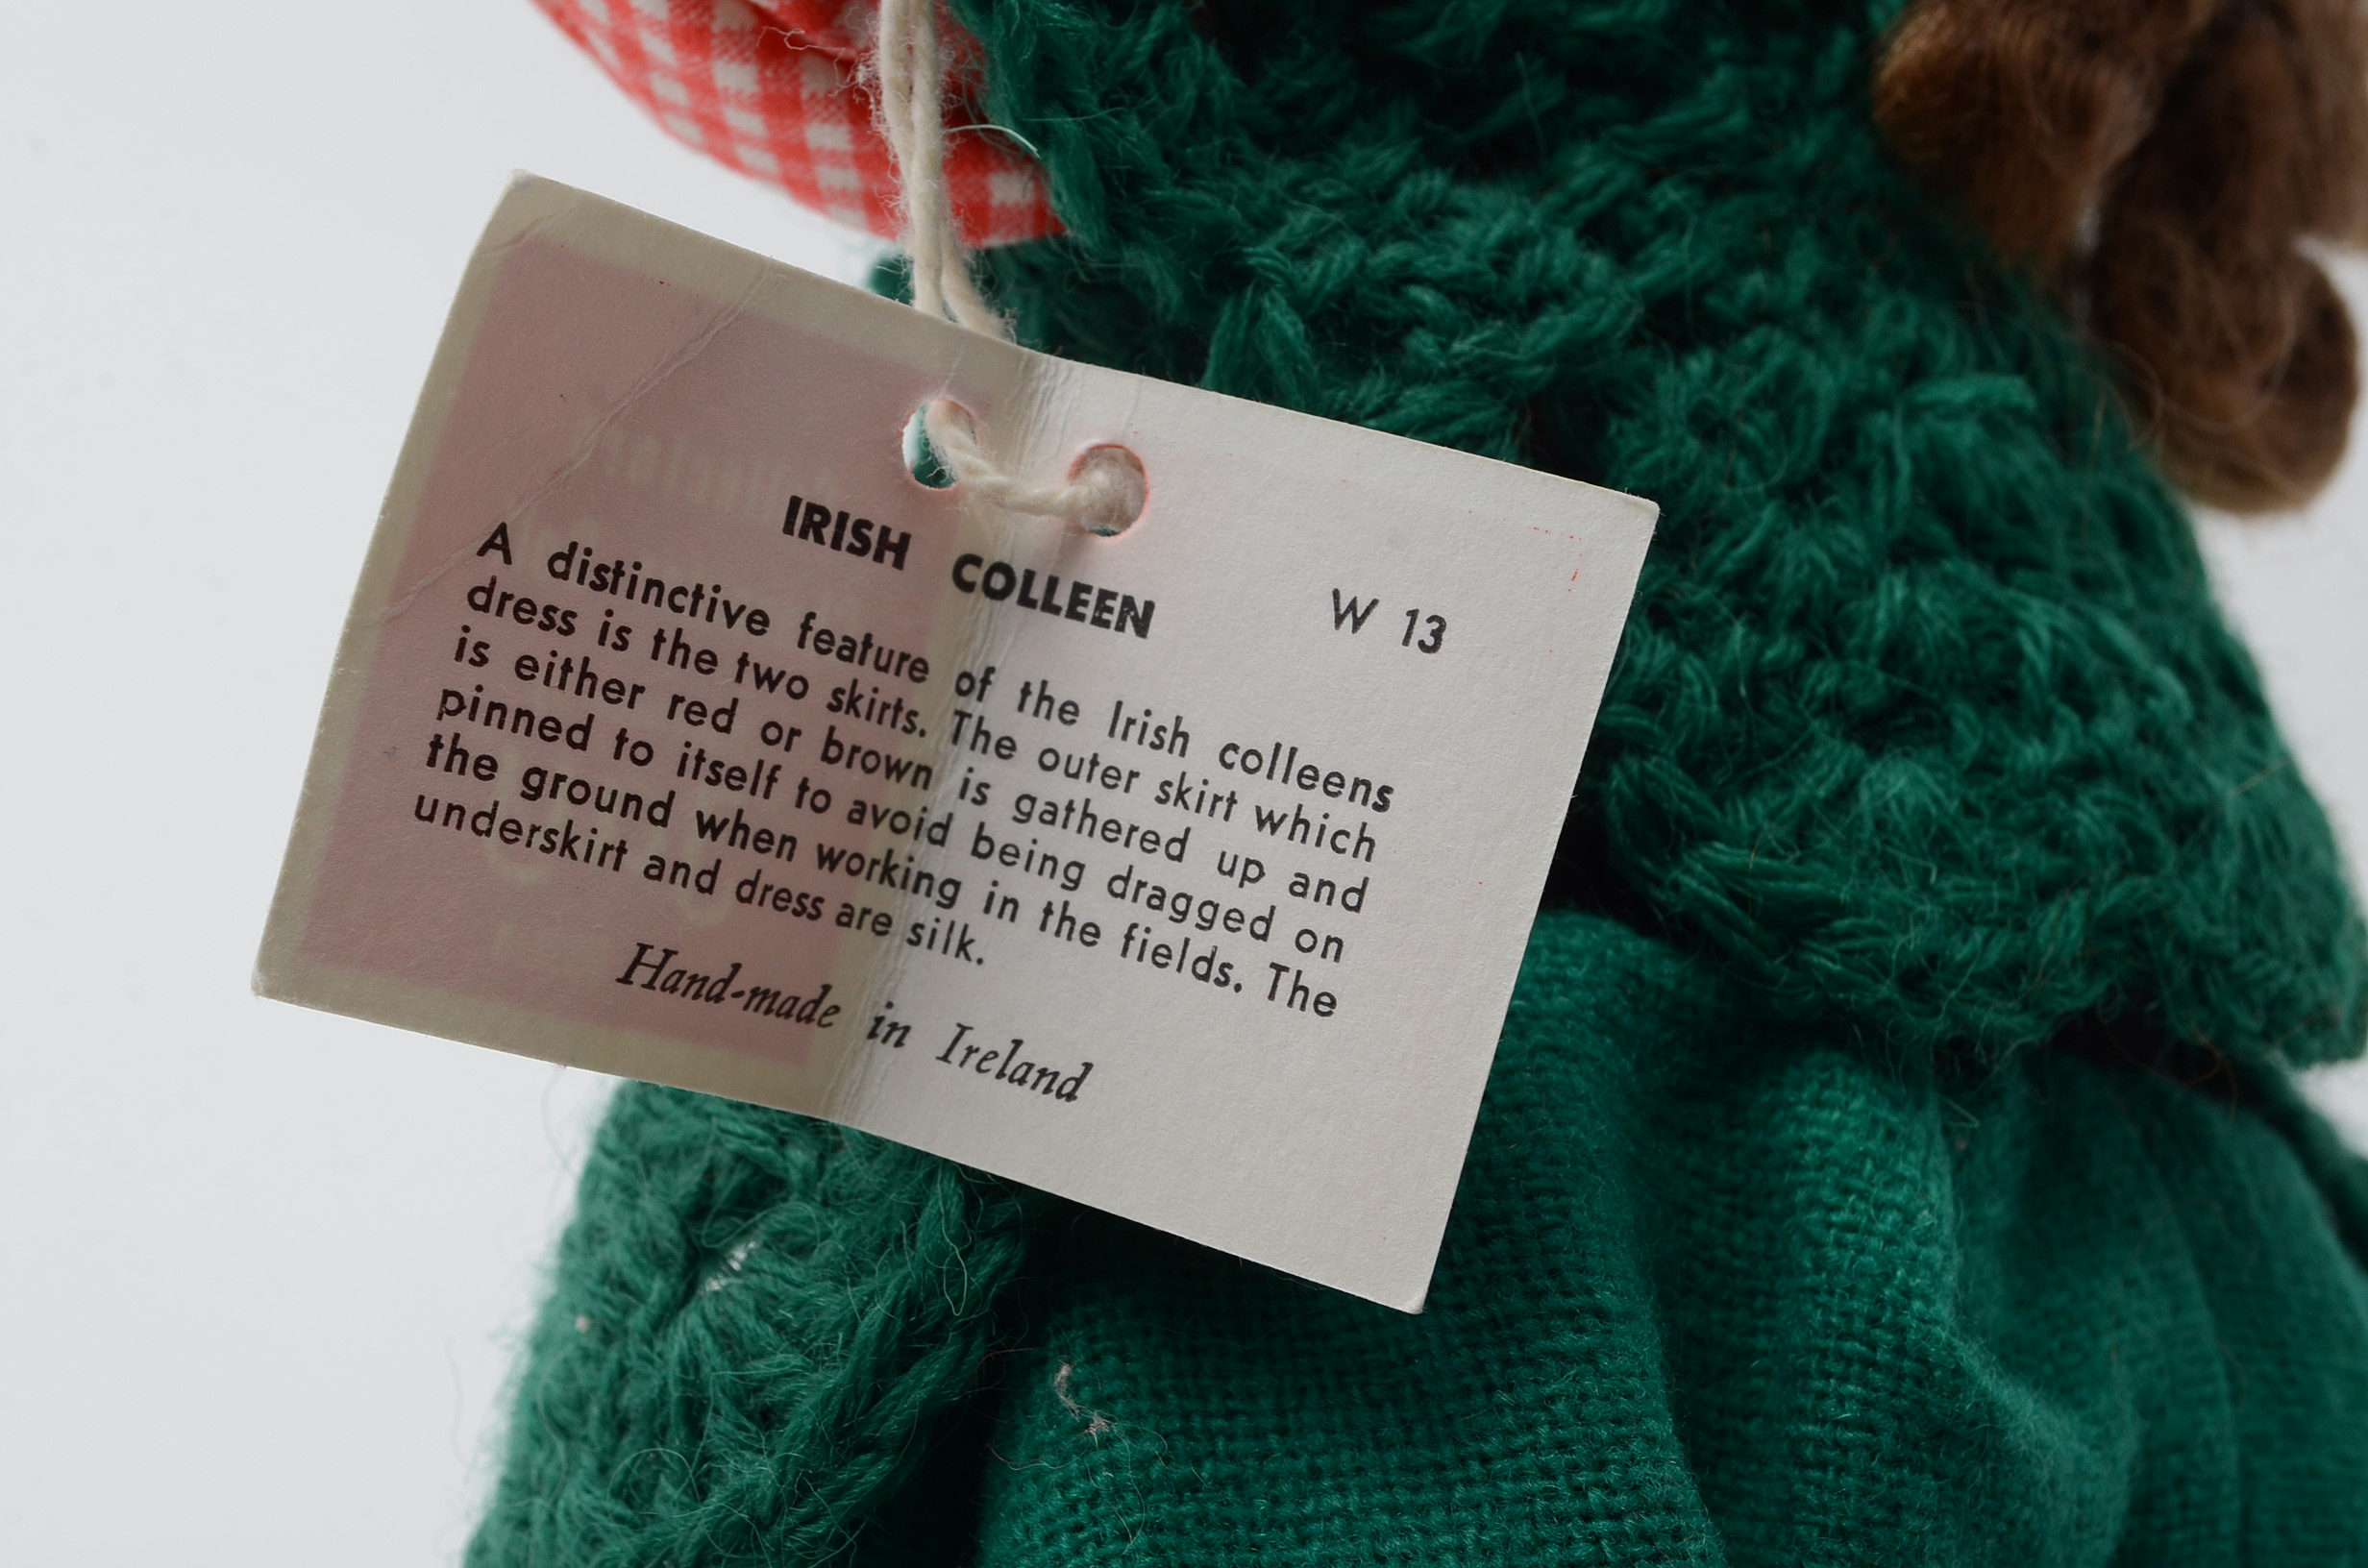 IRISH COLLEEN W 13
A distinctive feature of the Irish colleens
dress is the two skirts. The outer skirt which
is either red or brown is gathered up and
pinned to itself to avoid being dragged on
the ground when working in the fields. The
underskirt and dress are silk.
Hand-made in Ireland